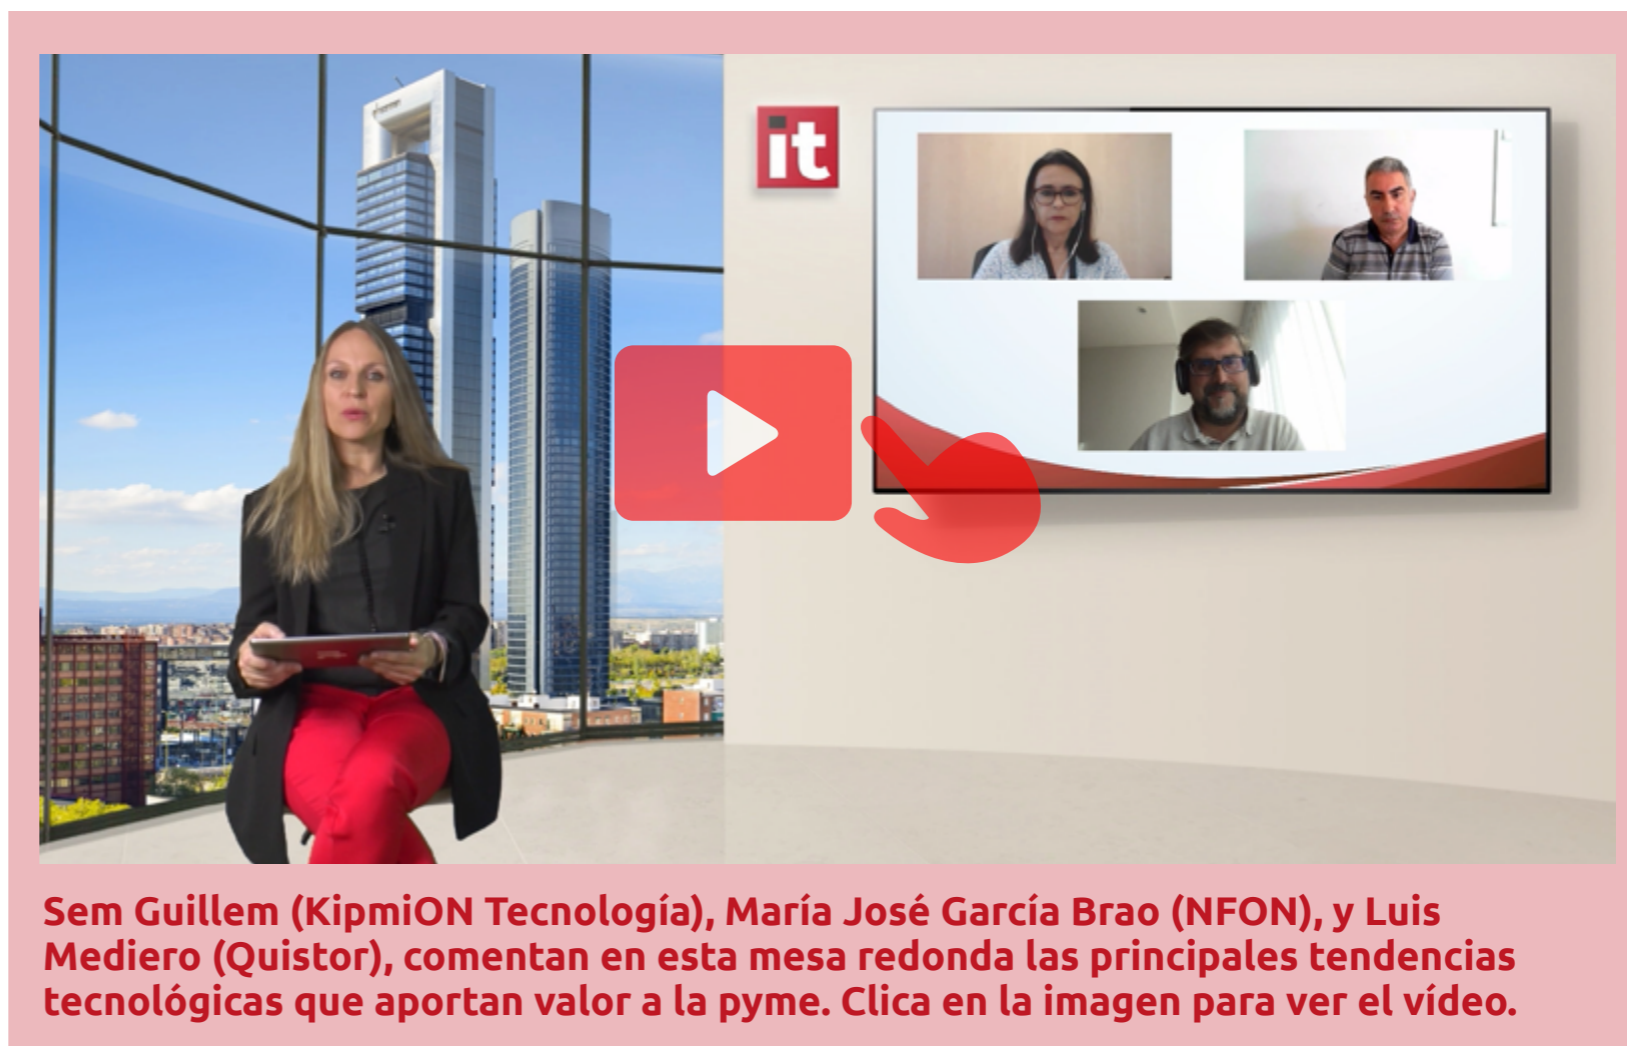 it
Sem Guillem (KipmiON Tecnología), María José García Brao (NFON), y Luis
Mediero (Quistor), comentan en esta mesa redonda las principales tendencias
tecnológicas que aportan valor a la pyme. Clica en la imagen para ver el vídeo.